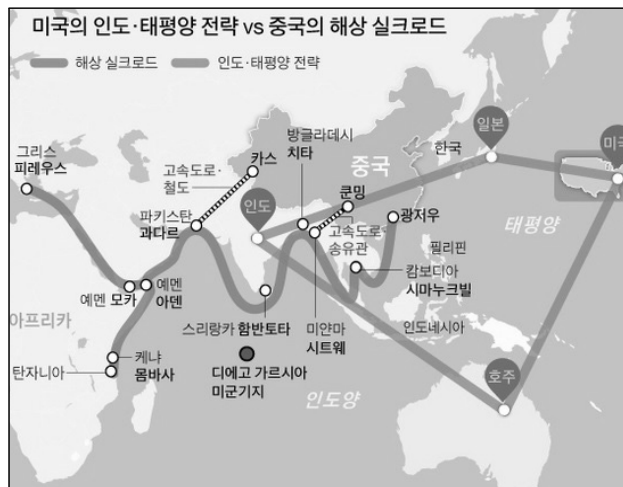 미국의 인도·태평양 전략 vs 중국의 해상 실크로드
해상 실크로드
인도·태평양 전략
그리스
피레우스
고속도로·
철도
카스
방글라데시
치타
중국
한국
일본
미국
쿤밍
광저우
인도
파키스탄
과다르
고속도로
송유관
태평양
필리핀
캄보디아
시마누크빌
예멘 모카
예멘
아덴
아프리카
스리랑카 함반토타
미얀마
시트웨
인도네시아
케냐
몸바사
탄자니아
디에고 가르시아
미군기지
인도양
호주